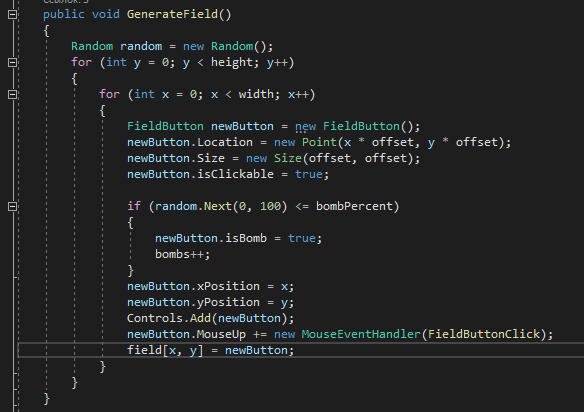 public void GenerateField()
{
Random random = new Random();
for (int y = 0; y < height; y++)
{
for (int x = 0; x < width; x++)
{
FieldButton newButton = new FieldButton();
newButton.Location = new Point(x * offset, y * offset);
newButton.Size = new Size(offset, offset);
newButton.isClickable = true;
if (random.Next(0, 100) <= bombPercent)
{
newButton.isBomb = true;
bombs++;
}
newButton.xPosition = x;
newButton.yPosition = y;
Controls.Add(newButton);
newButton.MouseUp += new MouseEventHandler(FieldButtonClick);
field[x, y] = newButton;
}
}
}